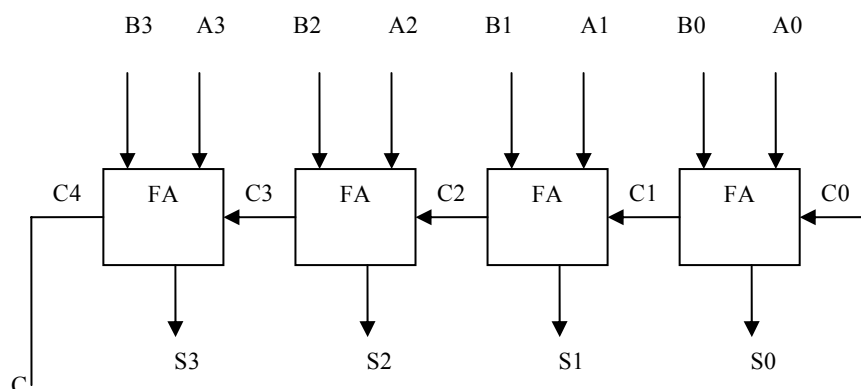 B3 A3 B2 A2 B1 A1 B0 A0
C4 FA C3 FA C2 FA C1 FA C0
S3 S2 S1 S0
C